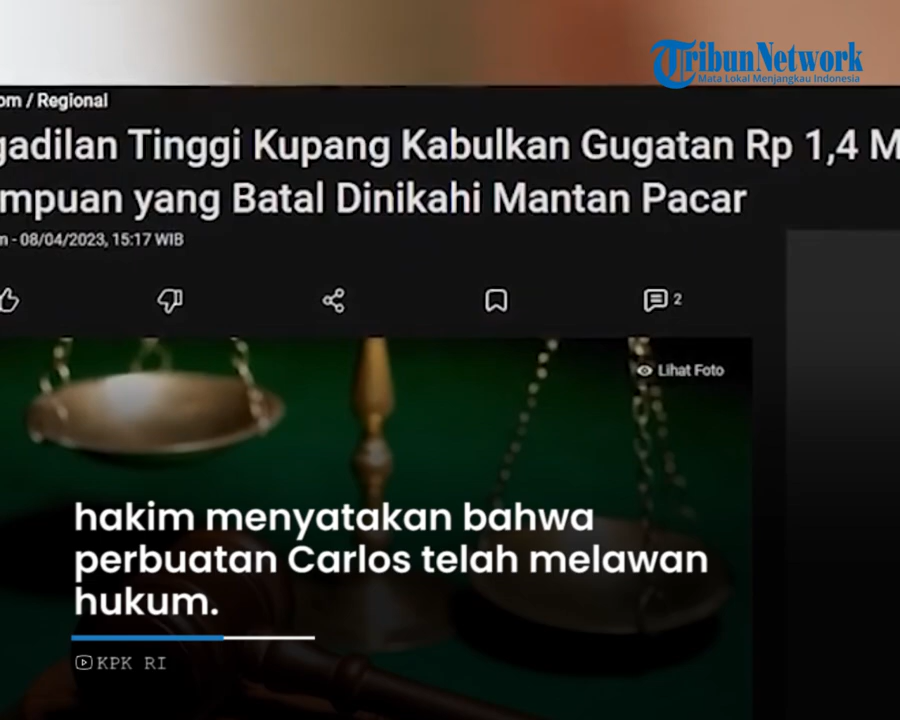 TribunNetwork
Mata Lokal Menjangkau Indonesia
om / Regional
gadilan Tinggi Kupang Kabulkan Gugatan Rp 1,4 M
mpuan yang Batal Dinikahi Mantan Pacar
m - 08/04/2023, 15:17 WIB
2
Lihat Foto
hakim menyatakan bahwa
perbuatan Carlos telah melawan
hukum.
KPK RI